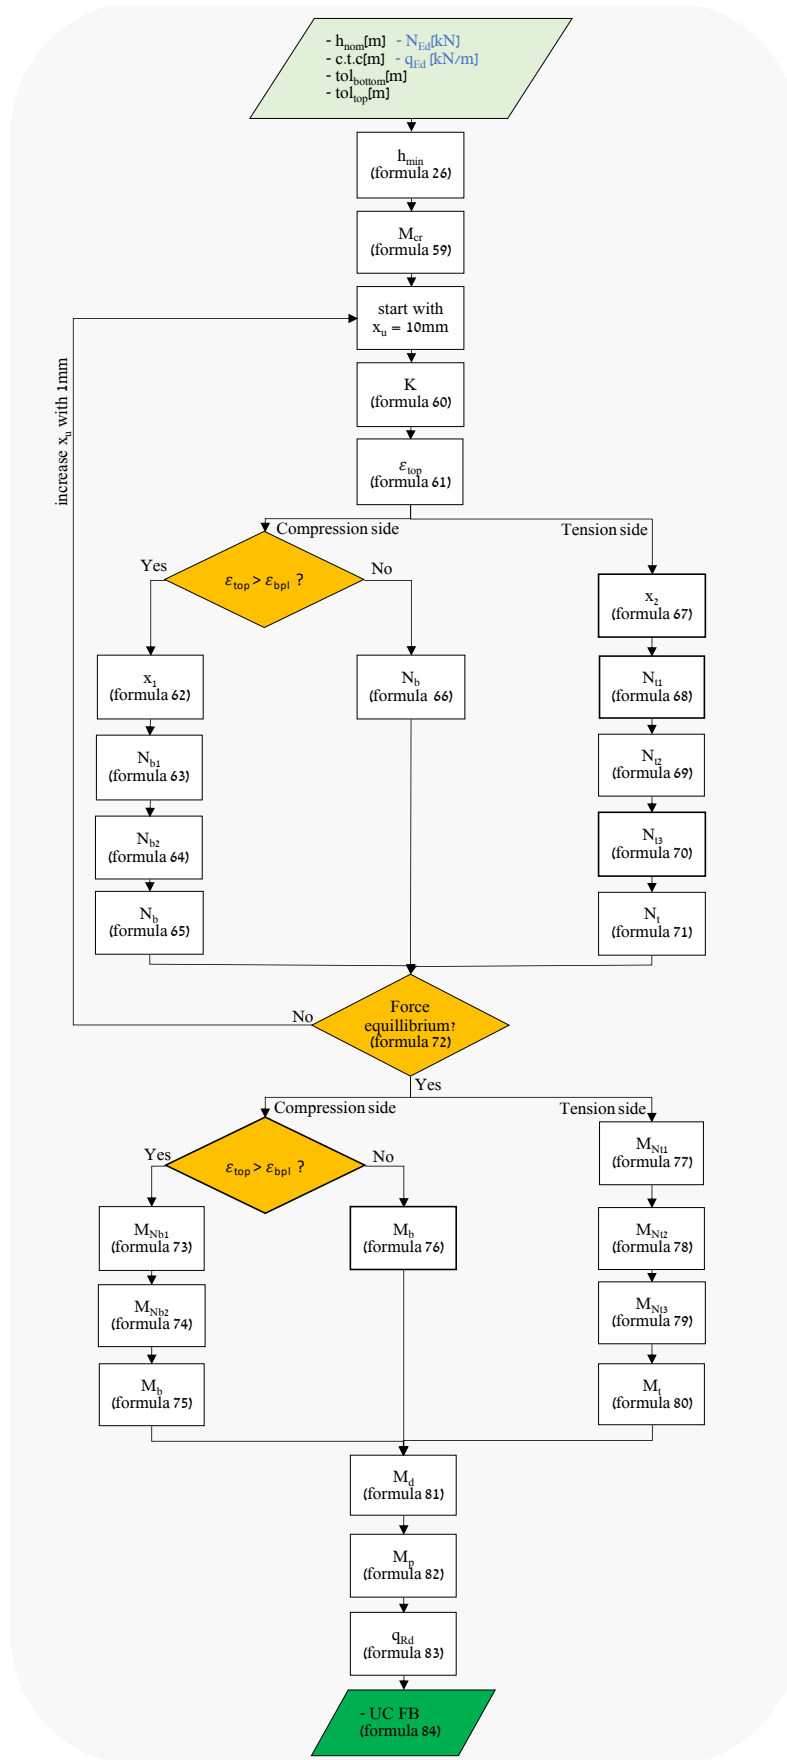 - h_nom[m] - N_Ed[kN]
- c.t.c[m] - q_Ed [kN/m]
- tol_bottom[m]
- tol_top[m]
h_min
(formula 26)
M_cr
(formula 59)
start with
x_u = 10mm
increase x_u with 1mm
K
(formula 60)
ε_top
(formula 61)
Compression side
Tension side
Yes
ε_top > ε_bpl ?
No
x_2
(formula 67)
x_1
(formula 62)
N_b
(formula 66)
N_t1
(formula 68)
N_b1
(formula 63)
N_t2
(formula 69)
N_b2
(formula 64)
N_t3
(formula 70)
N_b
(formula 65)
N_t
(formula 71)
No
Force
equillibrium?
(formula 72)
Yes
Compression side
Tension side
Yes
ε_top > ε_bpl ?
No
M_Nt1
(formula 77)
M_Nb1
(formula 73)
M_b
(formula 76)
M_Nt2
(formula 78)
M_Nb2
(formula 74)
M_Nt3
(formula 79)
M_b
(formula 75)
M_t
(formula 80)
M_d
(formula 81)
M_p
(formula 82)
q_Rd
(formula 83)
- UC FB
(formula 84)